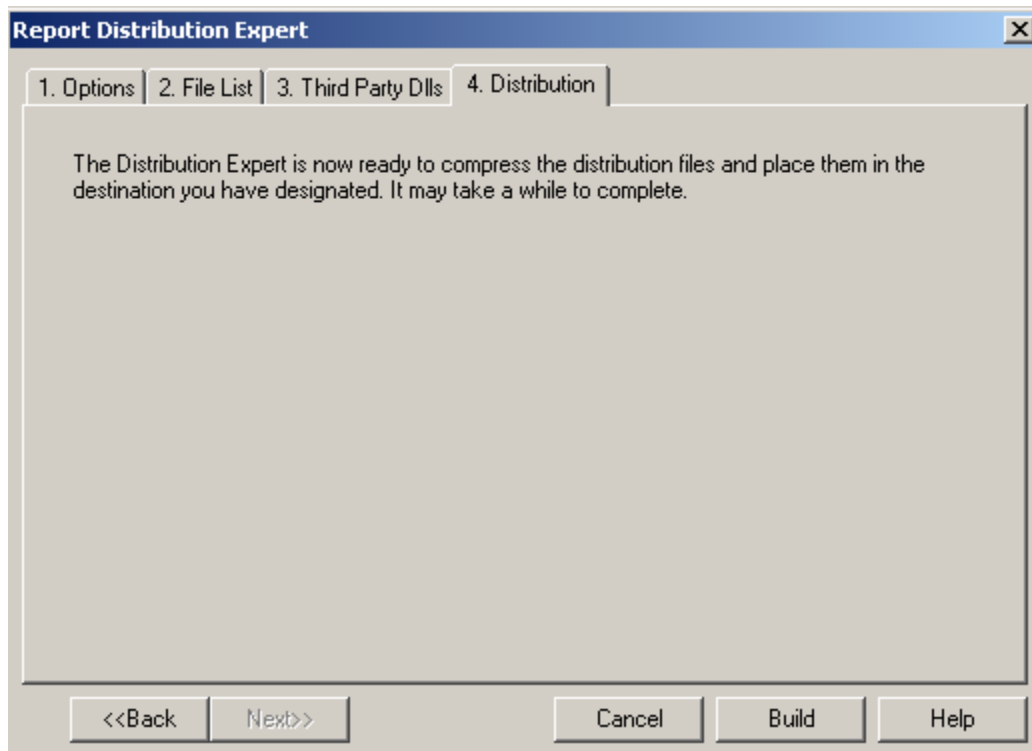 Report Distribution Expert
1. Options 2. File List 3. Third Party Dlls 4. Distribution
The Distribution Expert is now ready to compress the distribution files and place them in the
destination you have designated. It may take a while to complete.
<<Back Next>> Cancel Build Help